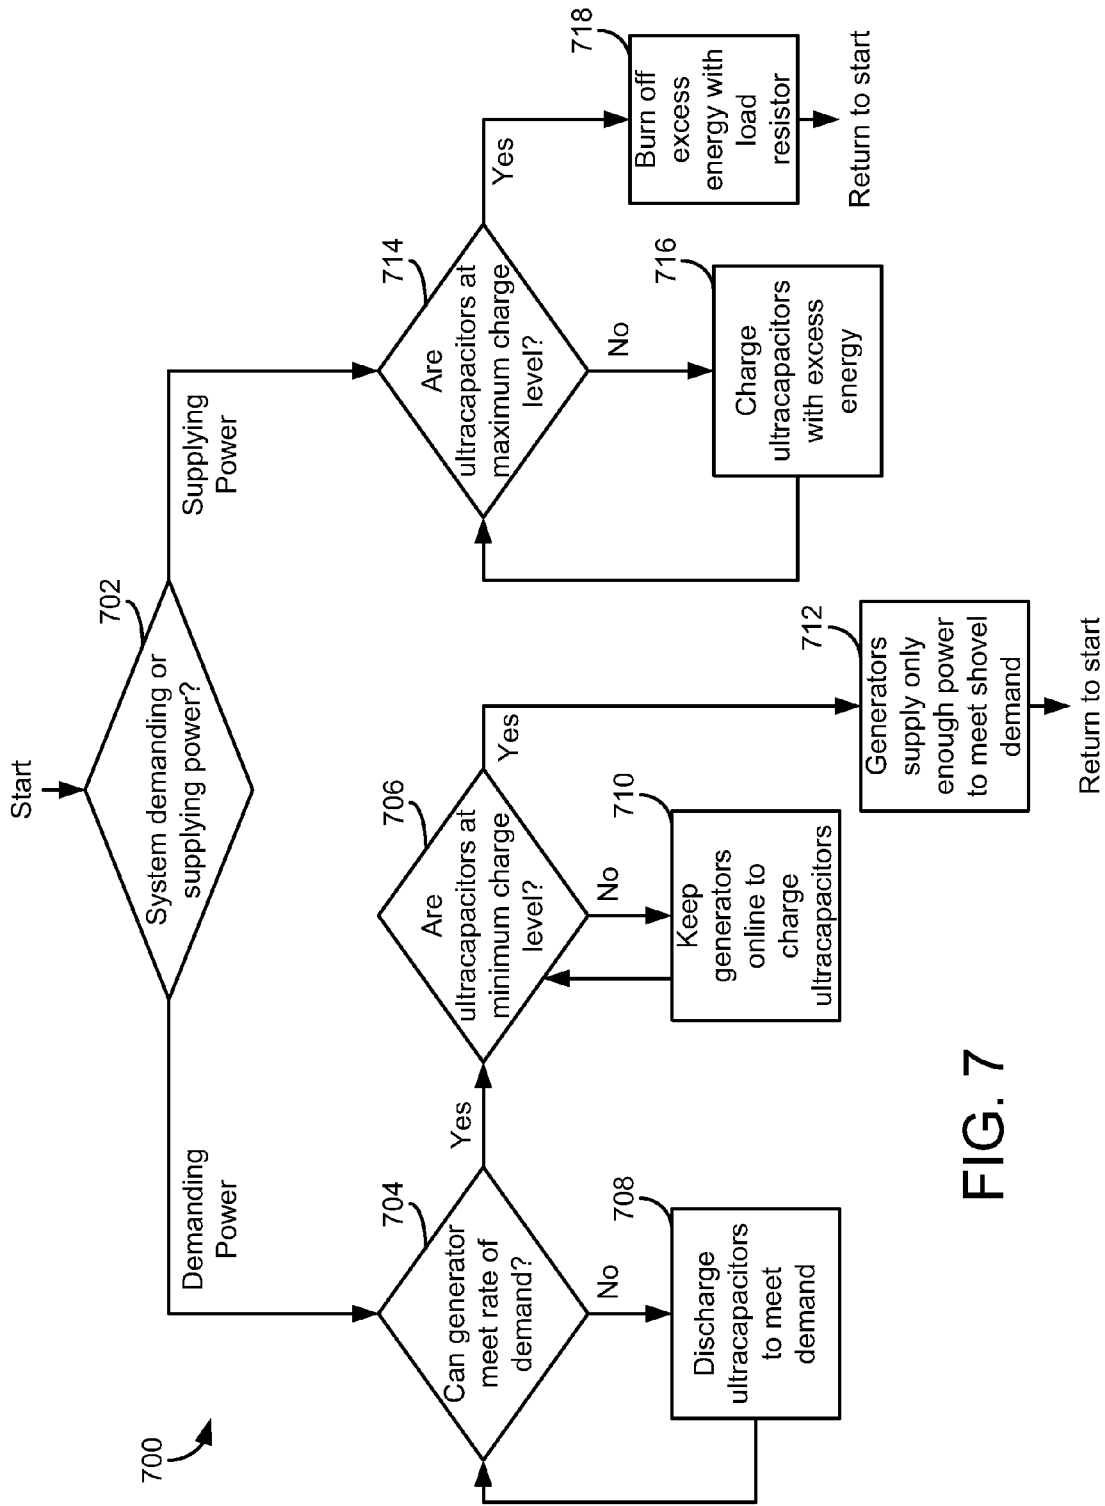 700
Start
702
System demanding or
supplying power?
Demanding
Power
Supplying
Power
704
Can generator
meet rate of
demand?
Yes
No
708
Discharge
ultracapacitors
to meet
demand
706
Are
ultracapacitors at
minimum charge
level?
Yes
No
710
Keep
generators
online to
charge
ultracapacitors
712
Generators
supply only
enough power
to meet shovel
demand
Return to start
714
Are
ultracapacitors at
maximum charge
level?
Yes
No
716
Charge
ultracapacitors
with excess
energy
718
Burn off
excess
energy with
load
resistor
Return to start
FIG. 7